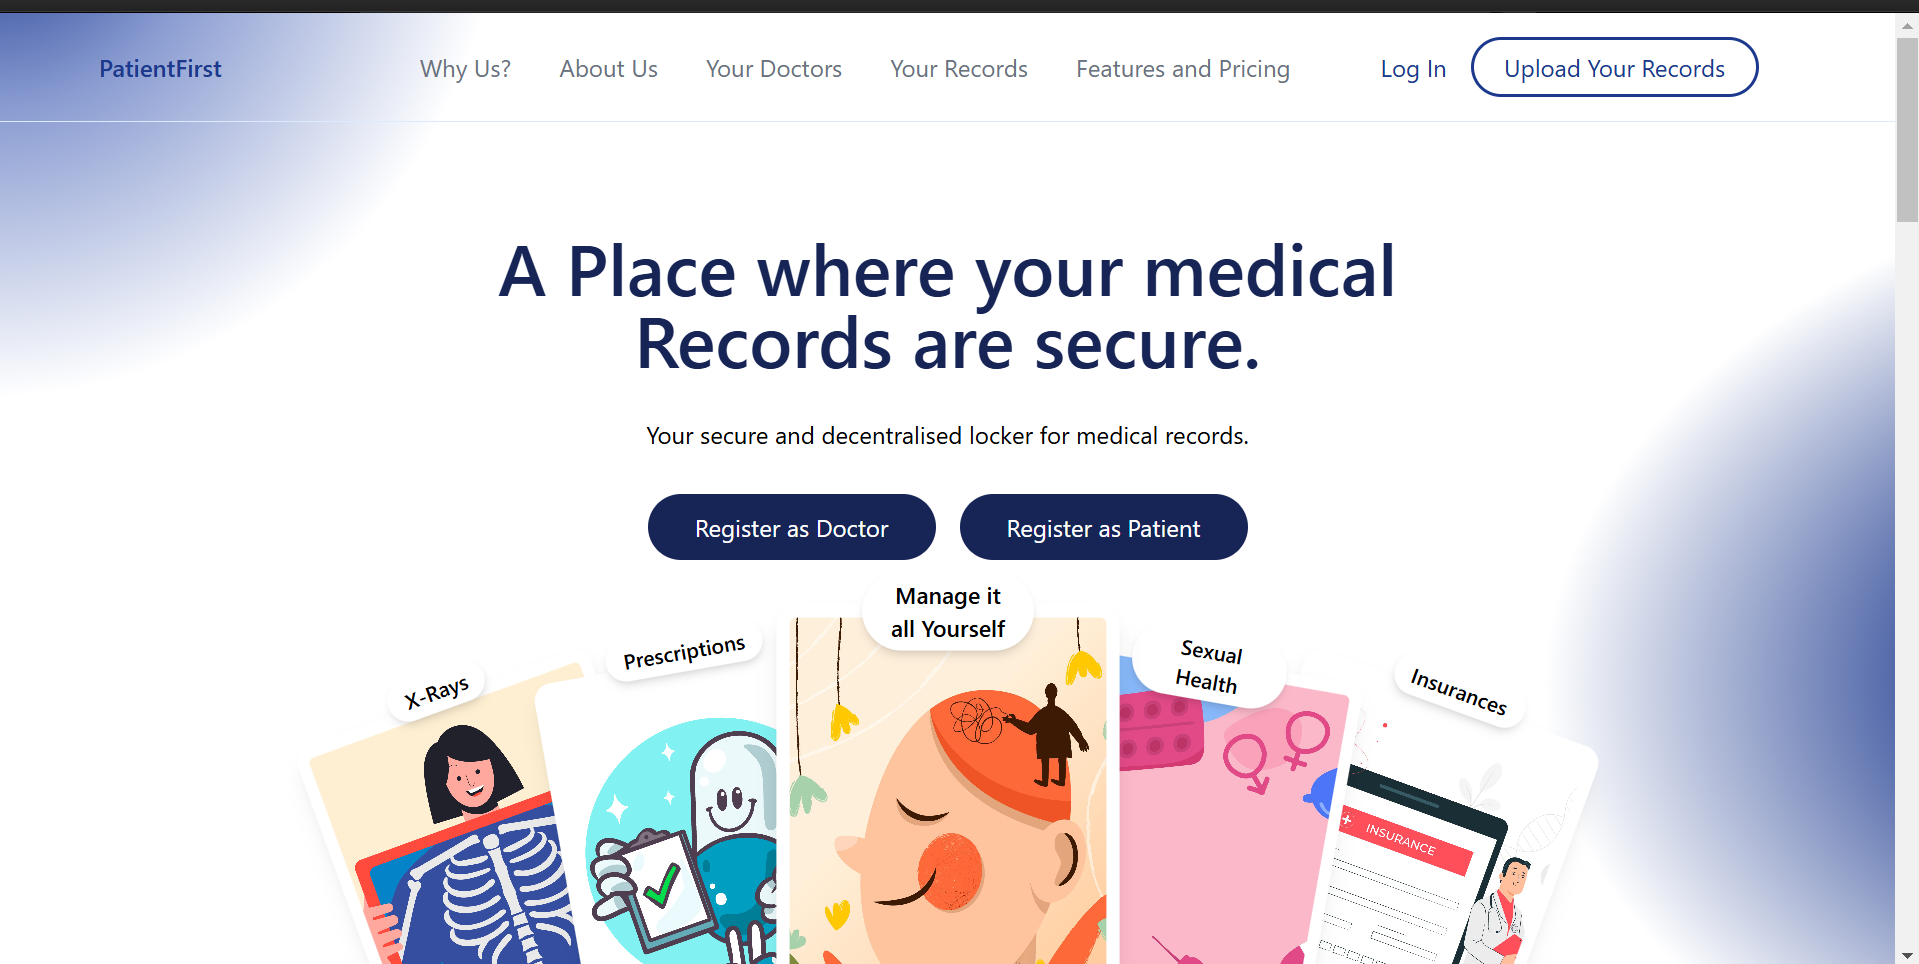 PatientFirst
Why Us?
About Us
Your Doctors
Your Records
Features and Pricing
Log In
Upload Your Records
A Place where your medical
Records are secure.
Your secure and decentralised locker for medical records.
Register as Doctor
Register as Patient
X-Rays
Prescriptions
Manage it
all Yourself
Sexual
Health
Insurances
INSURANCE